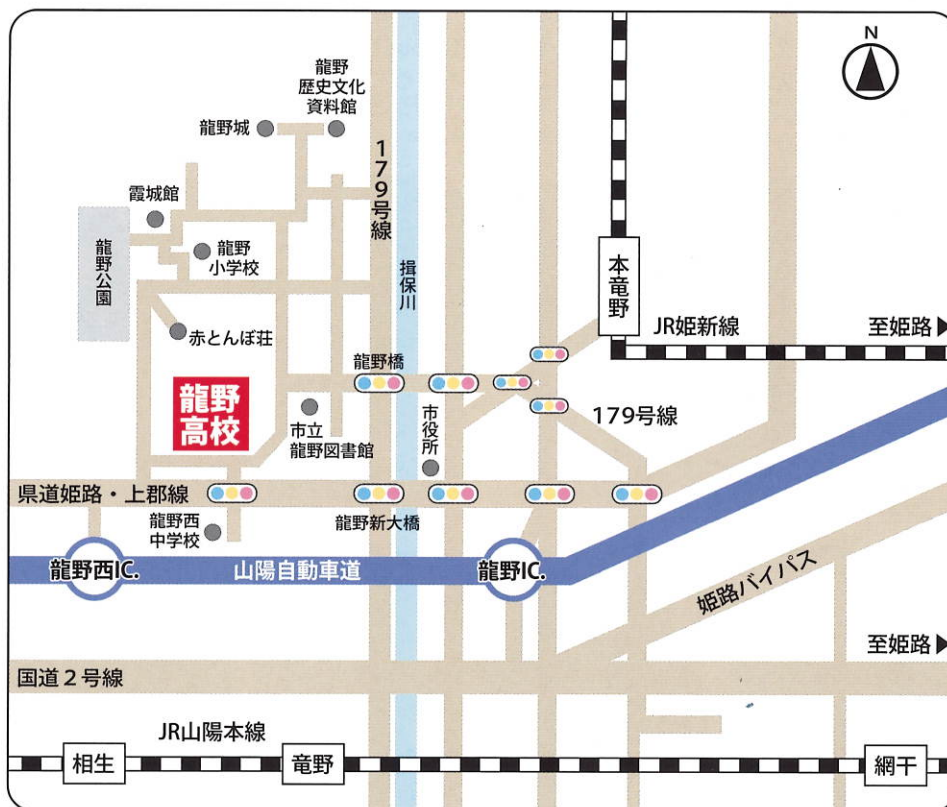 N
龍野
歴史文化
資料館
龍野城
179号線
霞城館
龍野
小学校
龍野公園
揖保川
本竜野
JR姫新線
至姫路▶
赤とんぼ荘
龍野橋
龍野
高校
市立
龍野図書館
市役所
179号線
県道姫路・上郡線
龍野西
中学校
龍野新大橋
龍野西IC.
山陽自動車道
龍野IC.
姫路バイパス
至姫路▶
国道2号線
JR山陽本線
相生
竜野
網干